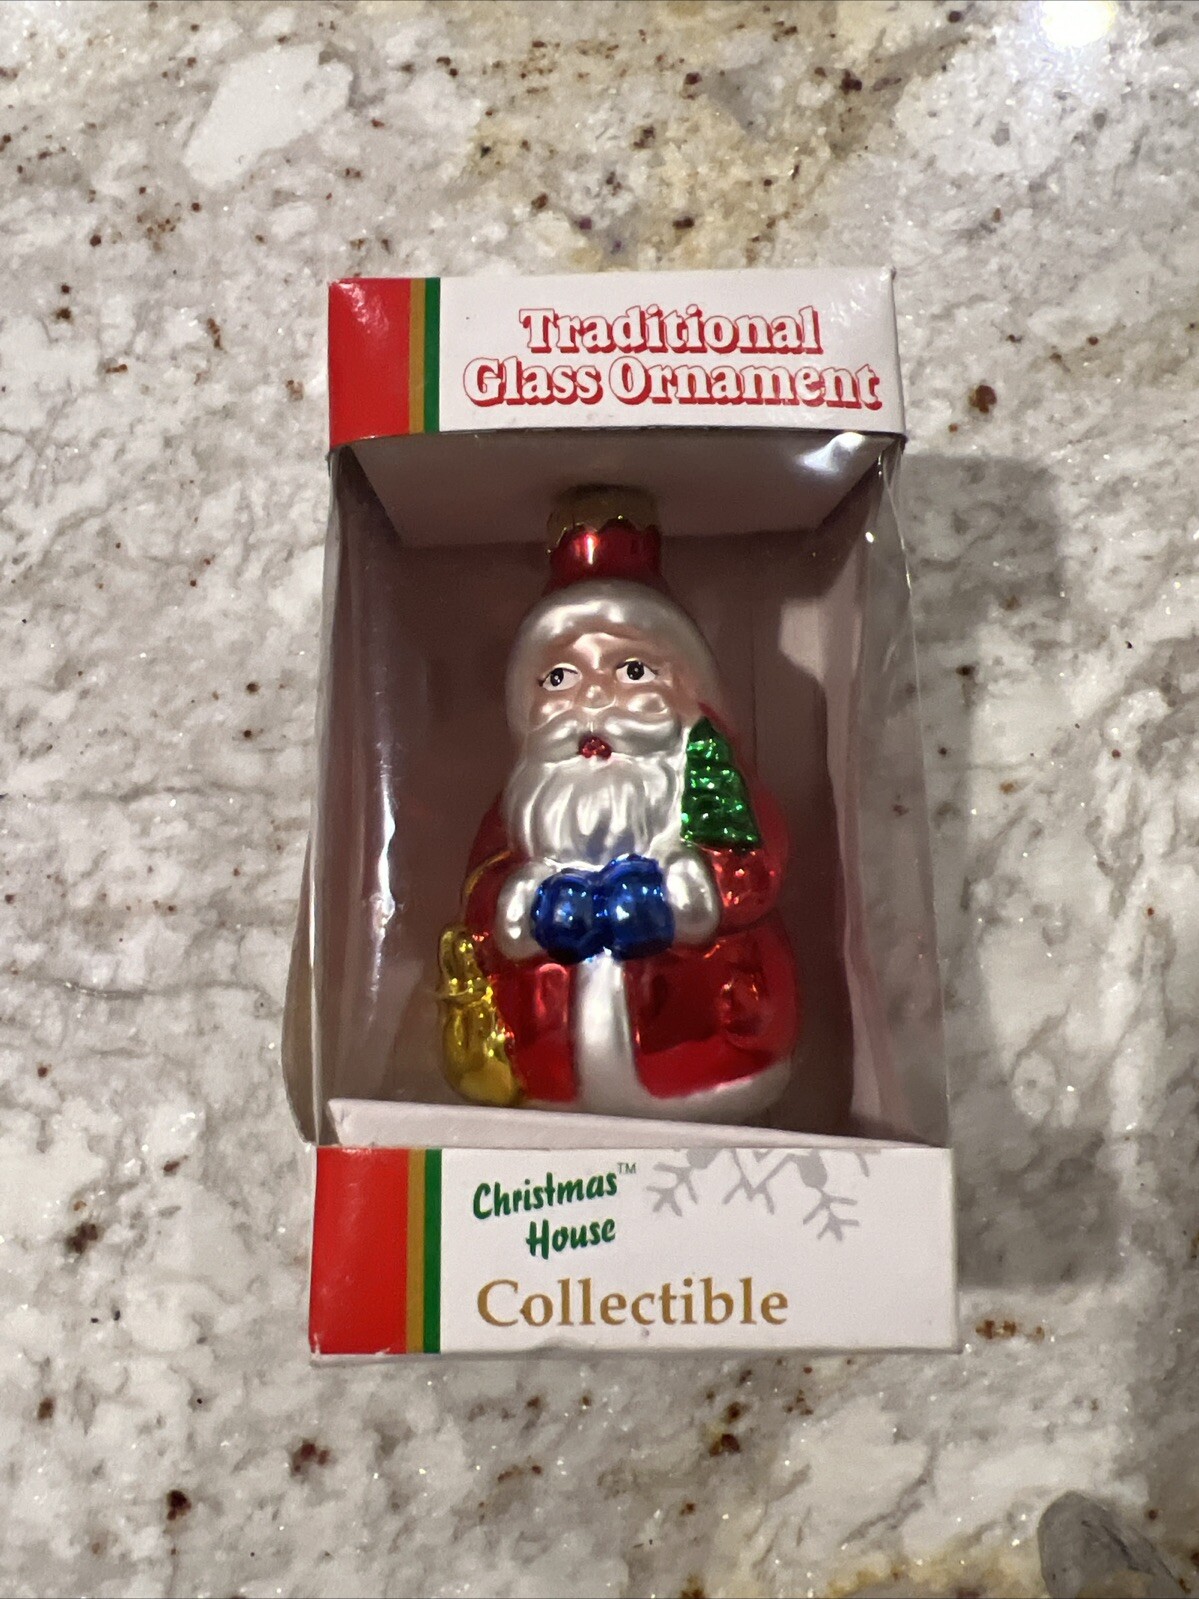 Traditional
Glass Ornament
Christmas™
House
Collectible